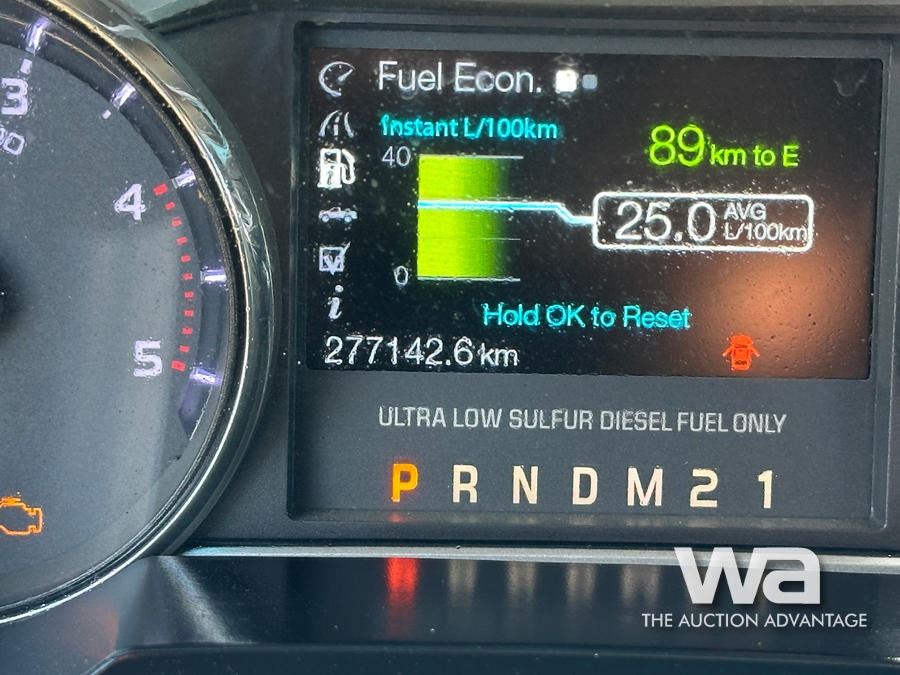 Fuel Econ.
Instant L/100km
40
89 km to E
25.0 AVG L/100km
0
Hold OK to Reset
277142.6 km
3
4
5
ULTRA LOW SULFUR DIESEL FUEL ONLY
P R N D M 2 1
wa
THE AUCTION ADVANTAGE